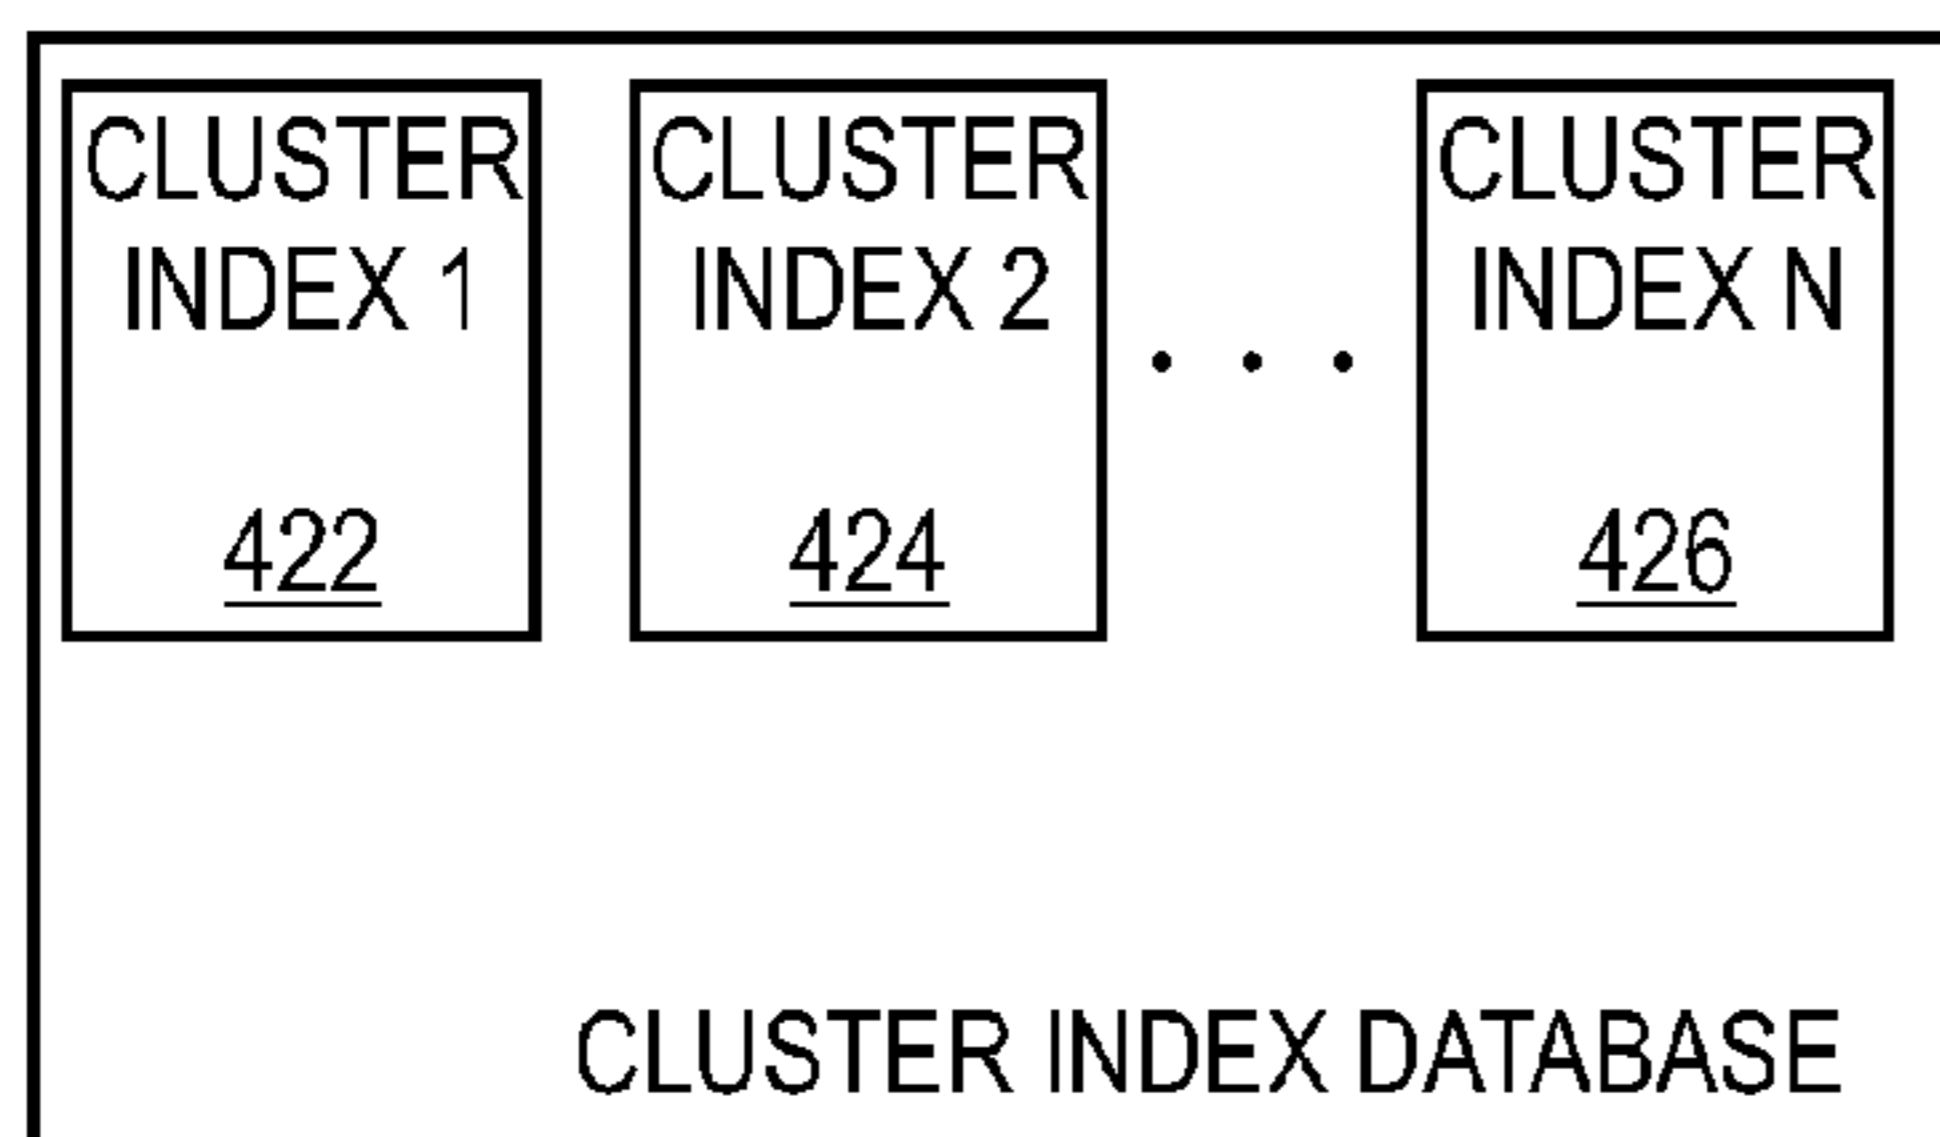 CLUSTER
INDEX 1
422
CLUSTER
INDEX 2
424
. . .
CLUSTER
INDEX N
426
CLUSTER INDEX DATABASE